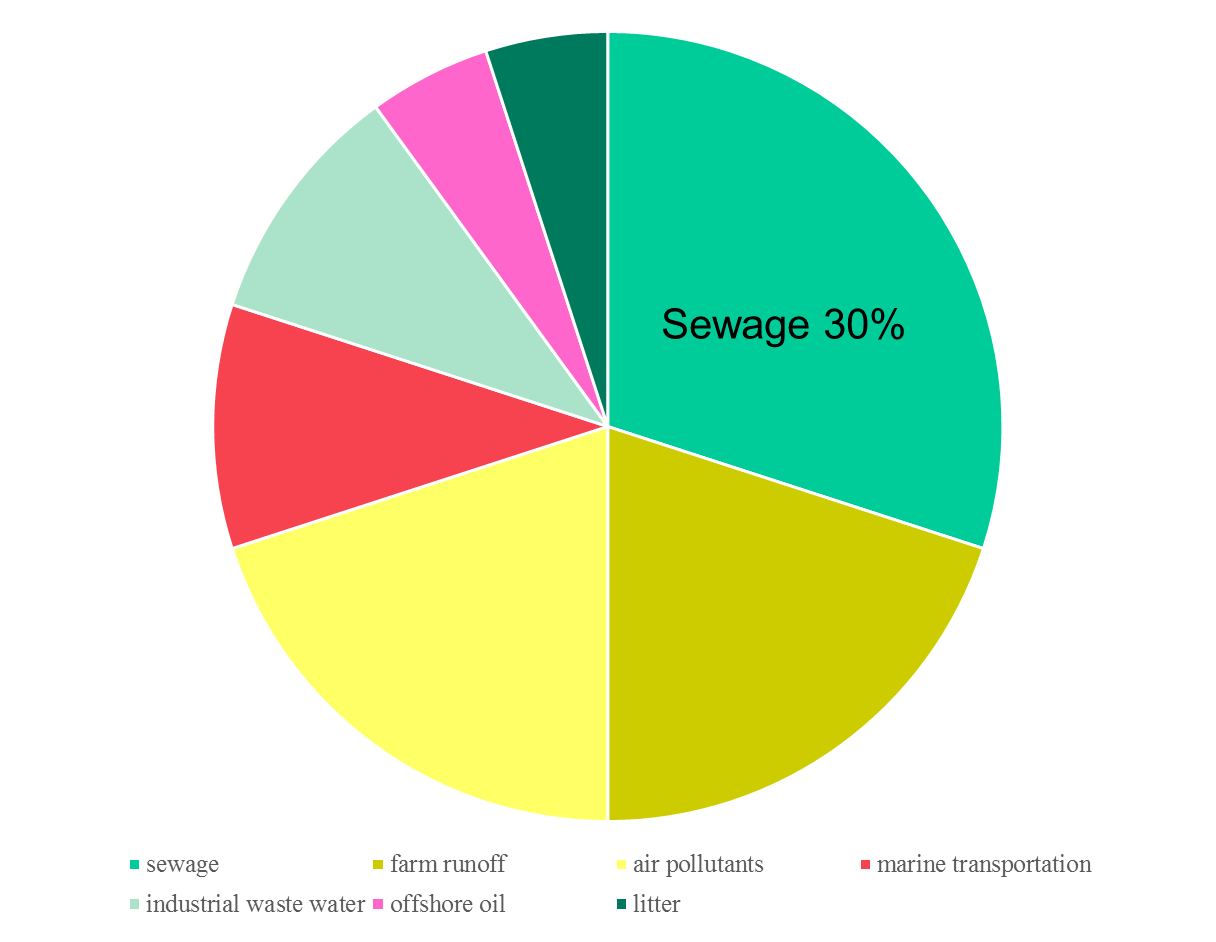 Sewage 30%
sewage farm runoff air pollutants marine transportation
industrial waste water offshore oil litter